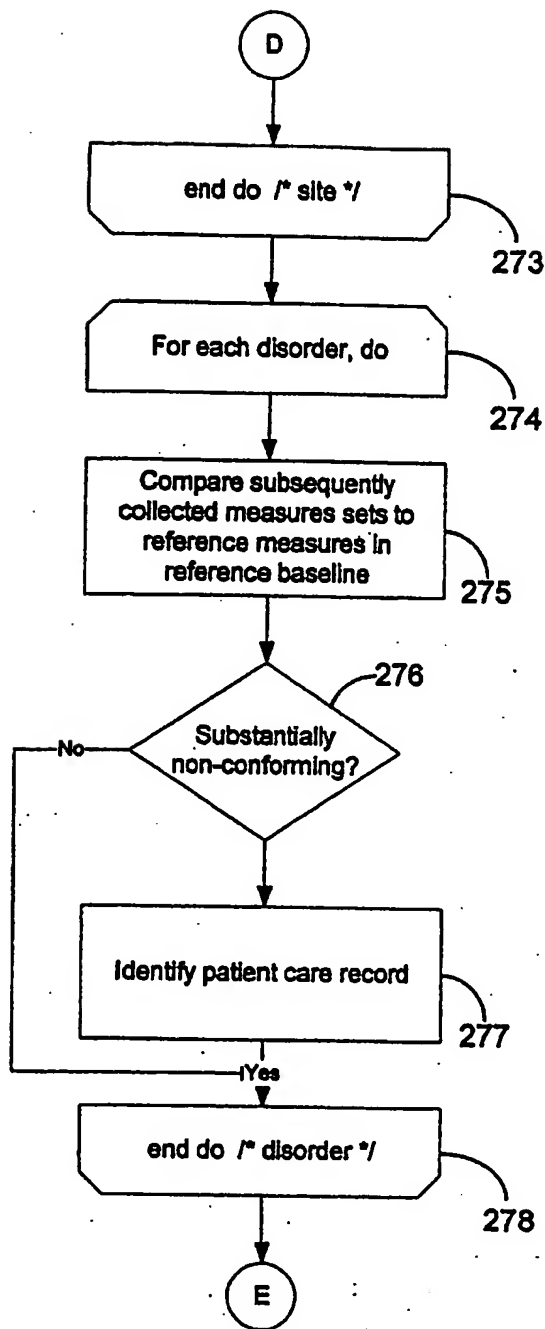 D
end do /* site */
273
For each disorder, do
274
Compare subsequently
collected measures sets to
reference measures in
reference baseline
275
276
Substantially
non-conforming?
No
Identify patient care record
277
Yes
end do /* disorder */
278
E